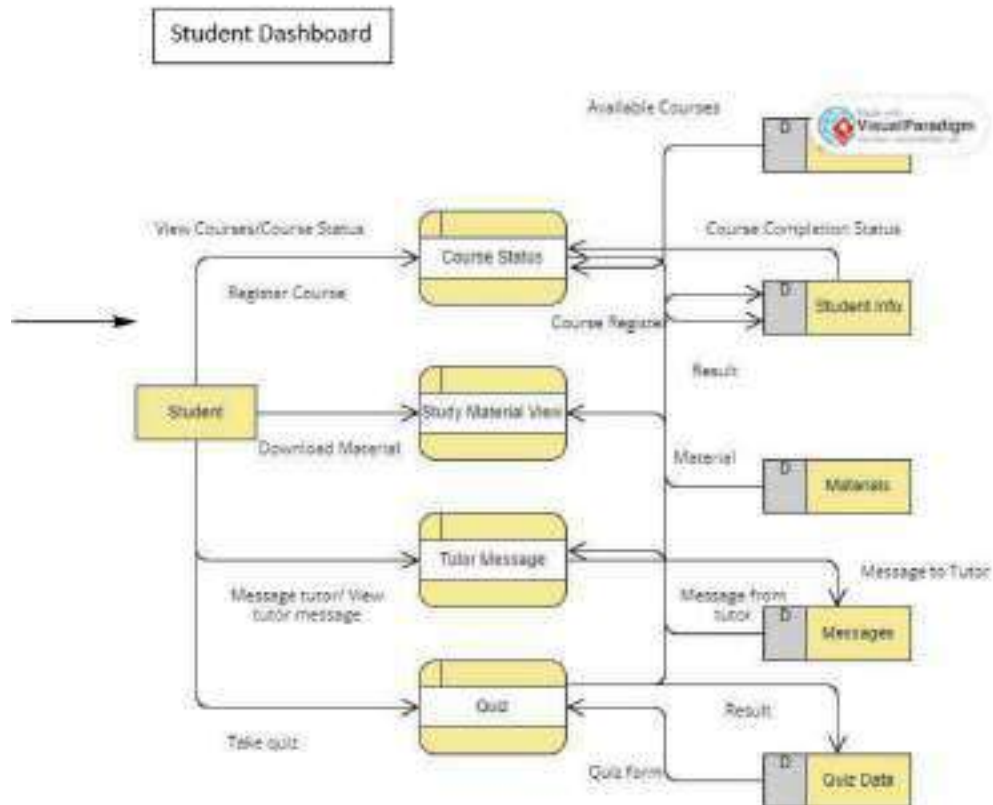 Student Dashboard
Available Courses
D
Made with
VisualParadigm
View Courses/Course Status
Course Status
Course Completion Status
Register Course
D
Student Info
Course Register
Result
Student
Study Material View
Download Material
Material
D
Materials
Tutor Message
Message to Tutor
Message tutor/ View
tutor message
Message from
tutor
D
Messages
Quiz
Result
Take quiz
Quiz form
D
Quiz Data